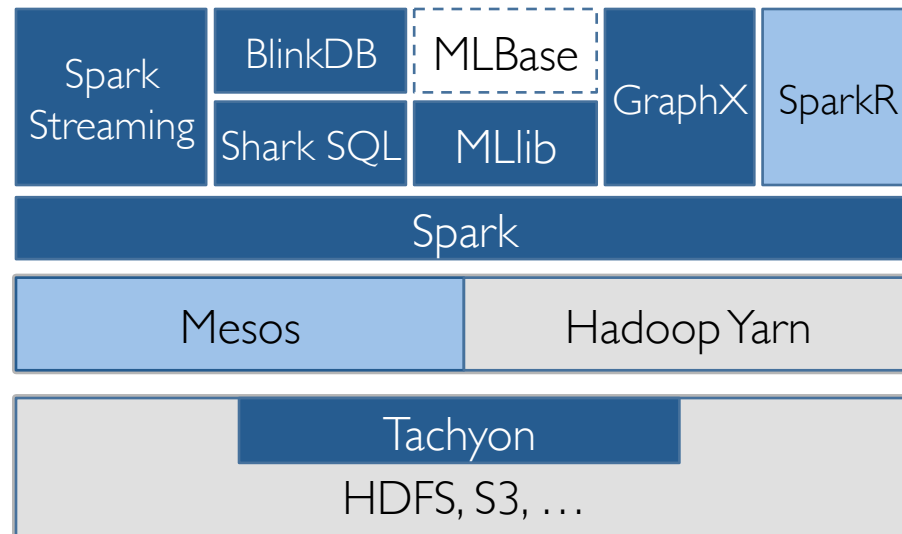 Spark
Streaming
BlinkDB
Shark SQL
MLBase
MLlib
GraphX
SparkR
Spark
Mesos
Hadoop Yarn
Tachyon
HDFS, S3, …